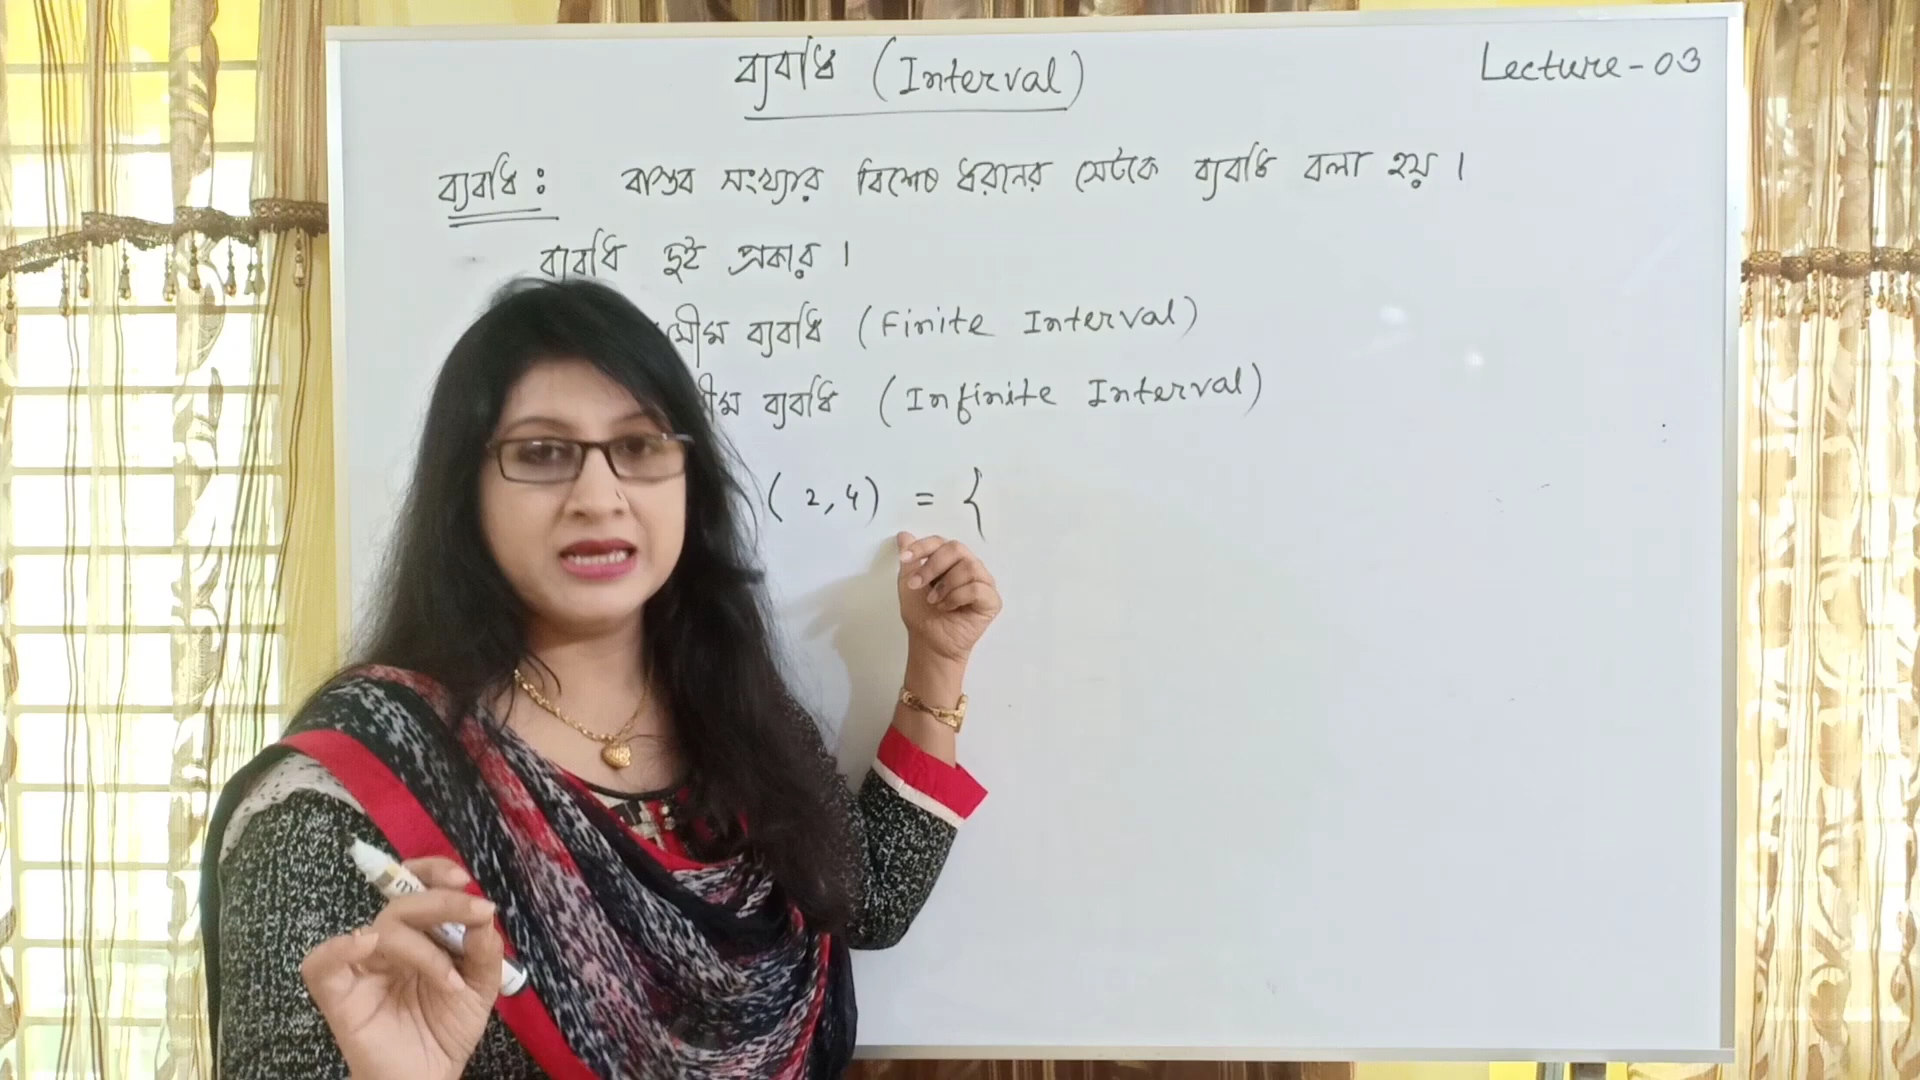 ব্যবধি (Interval)
Lecture-03
ব্যবধি : বাস্তব সংখ্যার বিশেষ ধরনের সেটকে ব্যবধি বলা হয় ।
ব্যবধি দুই প্রকার ।
ব্যবধি (Finite Interval)
ব্যবধি (Infinite Interval)
(2,4) = {